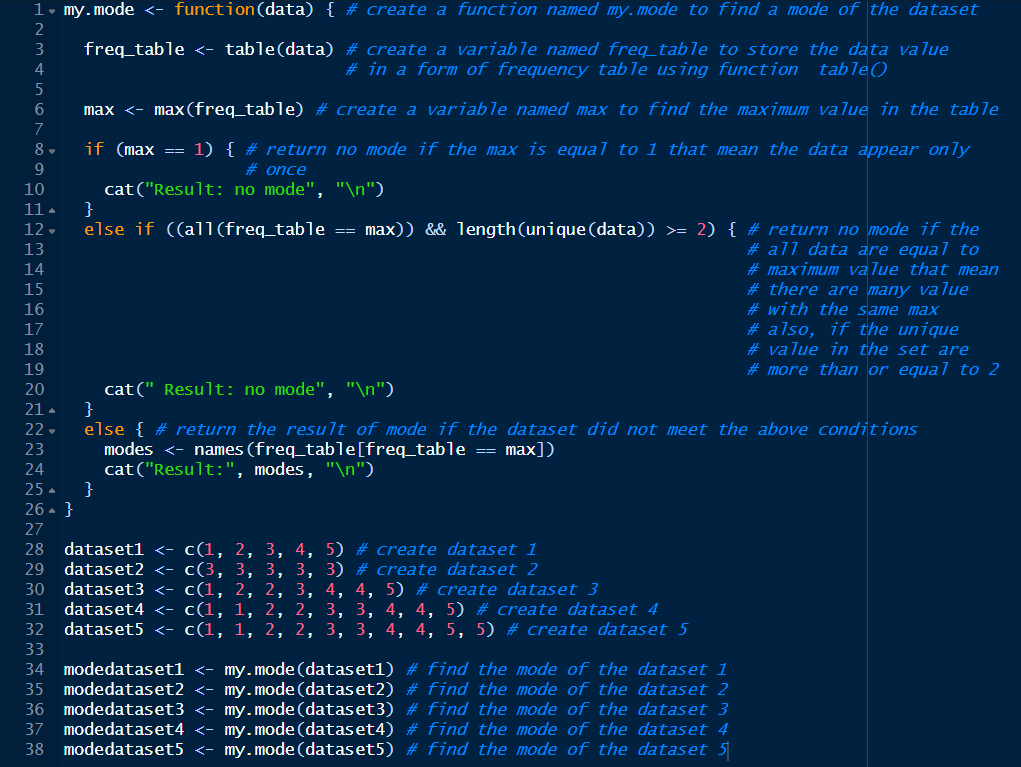 1 my.mode <- function(data) { # create a function named my.mode to find a mode of the dataset
2
3   freq_table <- table(data) # create a variable named freq_table to store the data value
4                             # in a form of frequency table using function  table()
5
6   max <- max(freq_table) # create a variable named max to find the maximum value in the table
7
8   if (max == 1) { # return no mode if the max is equal to 1 that mean the data appear only
9                   # once
10     cat("Result: no mode", "\n")
11   }
12   else if ((all(freq_table == max)) && length(unique(data)) >= 2) { # return no mode if the
13                                                                     # all data are equal to
14                                                                     # maximum value that mean
15                                                                     # there are many value
16                                                                     # with the same max
17                                                                     # also, if the unique
18                                                                     # value in the set are
19                                                                     # more than or equal to 2
20     cat(" Result: no mode", "\n")
21   }
22   else { # return the result of mode if the dataset did not meet the above conditions
23     modes <- names(freq_table[freq_table == max])
24     cat("Result:", modes, "\n")
25   }
26 }
27
28 dataset1 <- c(1, 2, 3, 4, 5) # create dataset 1
29 dataset2 <- c(3, 3, 3, 3, 3) # create dataset 2
30 dataset3 <- c(1, 2, 2, 3, 4, 4, 5) # create dataset 3
31 dataset4 <- c(1, 1, 2, 2, 3, 3, 4, 4, 5) # create dataset 4
32 dataset5 <- c(1, 1, 2, 2, 3, 3, 4, 4, 5, 5) # create dataset 5
33
34 modedataset1 <- my.mode(dataset1) # find the mode of the dataset 1
35 modedataset2 <- my.mode(dataset2) # find the mode of the dataset 2
36 modedataset3 <- my.mode(dataset3) # find the mode of the dataset 3
37 modedataset4 <- my.mode(dataset4) # find the mode of the dataset 4
38 modedataset5 <- my.mode(dataset5) # find the mode of the dataset 5